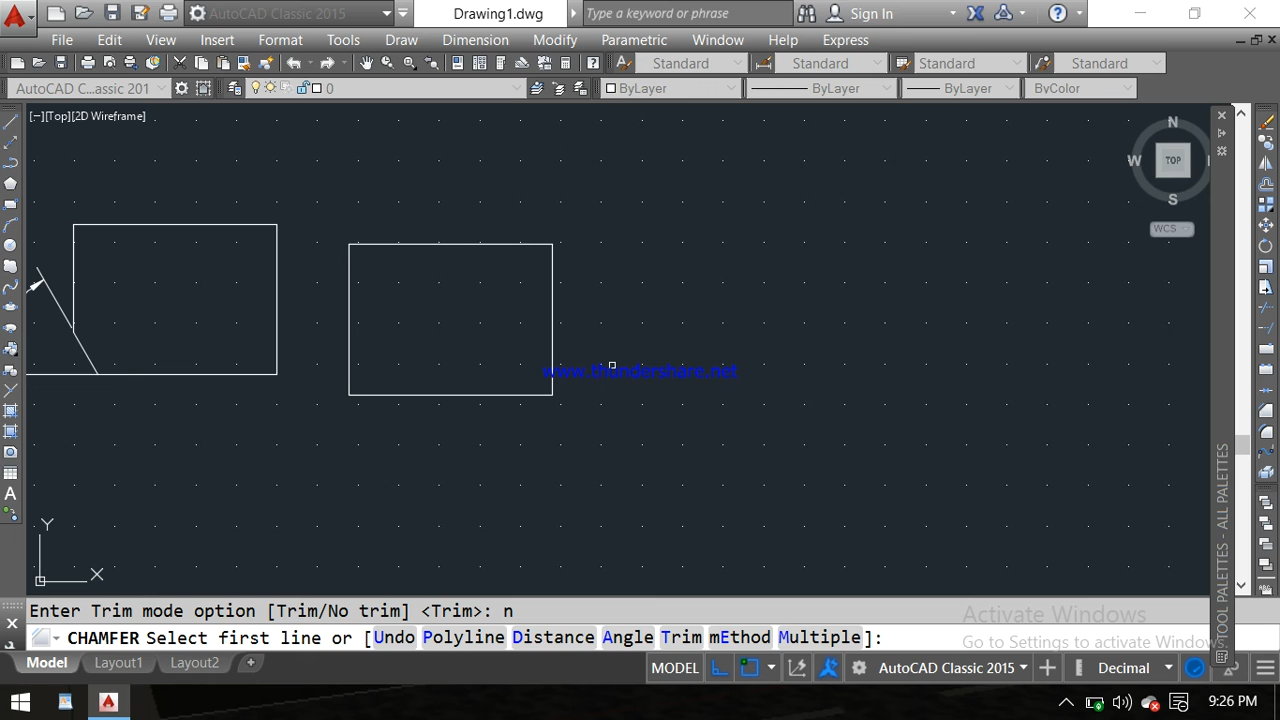 AutoCAD Classic 2015
Drawing1.dwg
Type a keyword or phrase
Sign In
File Edit View Insert Format Tools Draw Dimension Modify Parametric Window Help Express
Standard Standard Standard Standard
AutoCAD C...assic 201 0 ByLayer ByLayer ByLayer ByColor
[−][Top][2D Wireframe]
N
W TOP
S
WCS
www.thundershare.net
Y
X
TOOL PALETTES - ALL PALETTES
Enter Trim mode option [Trim/No trim] <Trim>: n
CHAMFER Select first line or [Undo Polyline Distance Angle Trim mEthod Multiple]:
Activate Windows
Go to Settings to activate Windows.
Model Layout1 Layout2 MODEL AutoCAD Classic 2015 Decimal
9:26 PM